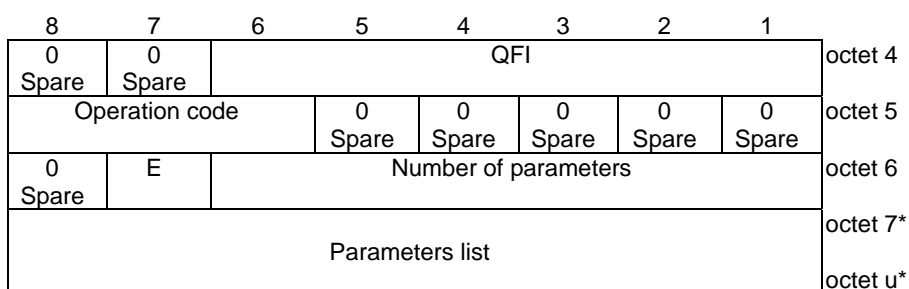 8 7 6 5 4 3 2 1
0 0 QFI octet 4
Spare Spare
Operation code 0 0 0 0 0 octet 5
Spare Spare Spare Spare Spare
0 E Number of parameters octet 6
Spare
octet 7*
Parameters list
octet u*